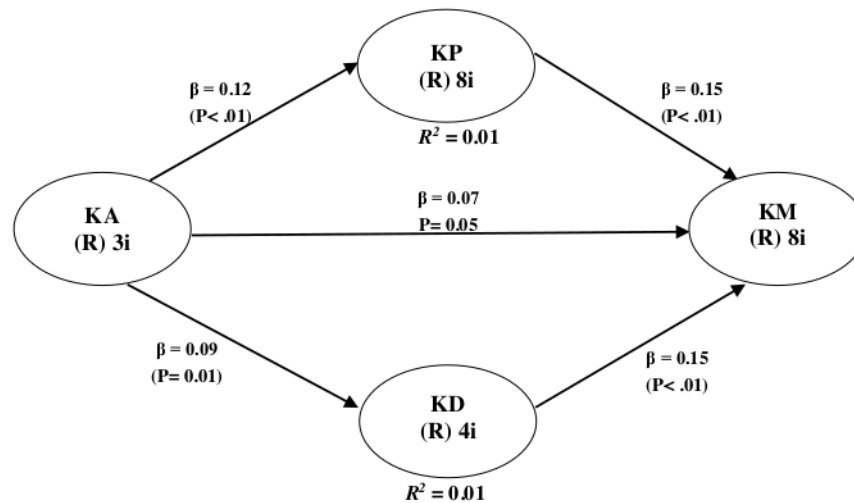 KP
(R) 8i
R² = 0.01
β = 0.12
(P< .01)
β = 0.15
(P< .01)
KA
(R) 3i
β = 0.07
P= 0.05
KM
(R) 8i
β = 0.09
(P= 0.01)
β = 0.15
(P< .01)
KD
(R) 4i
R² = 0.01